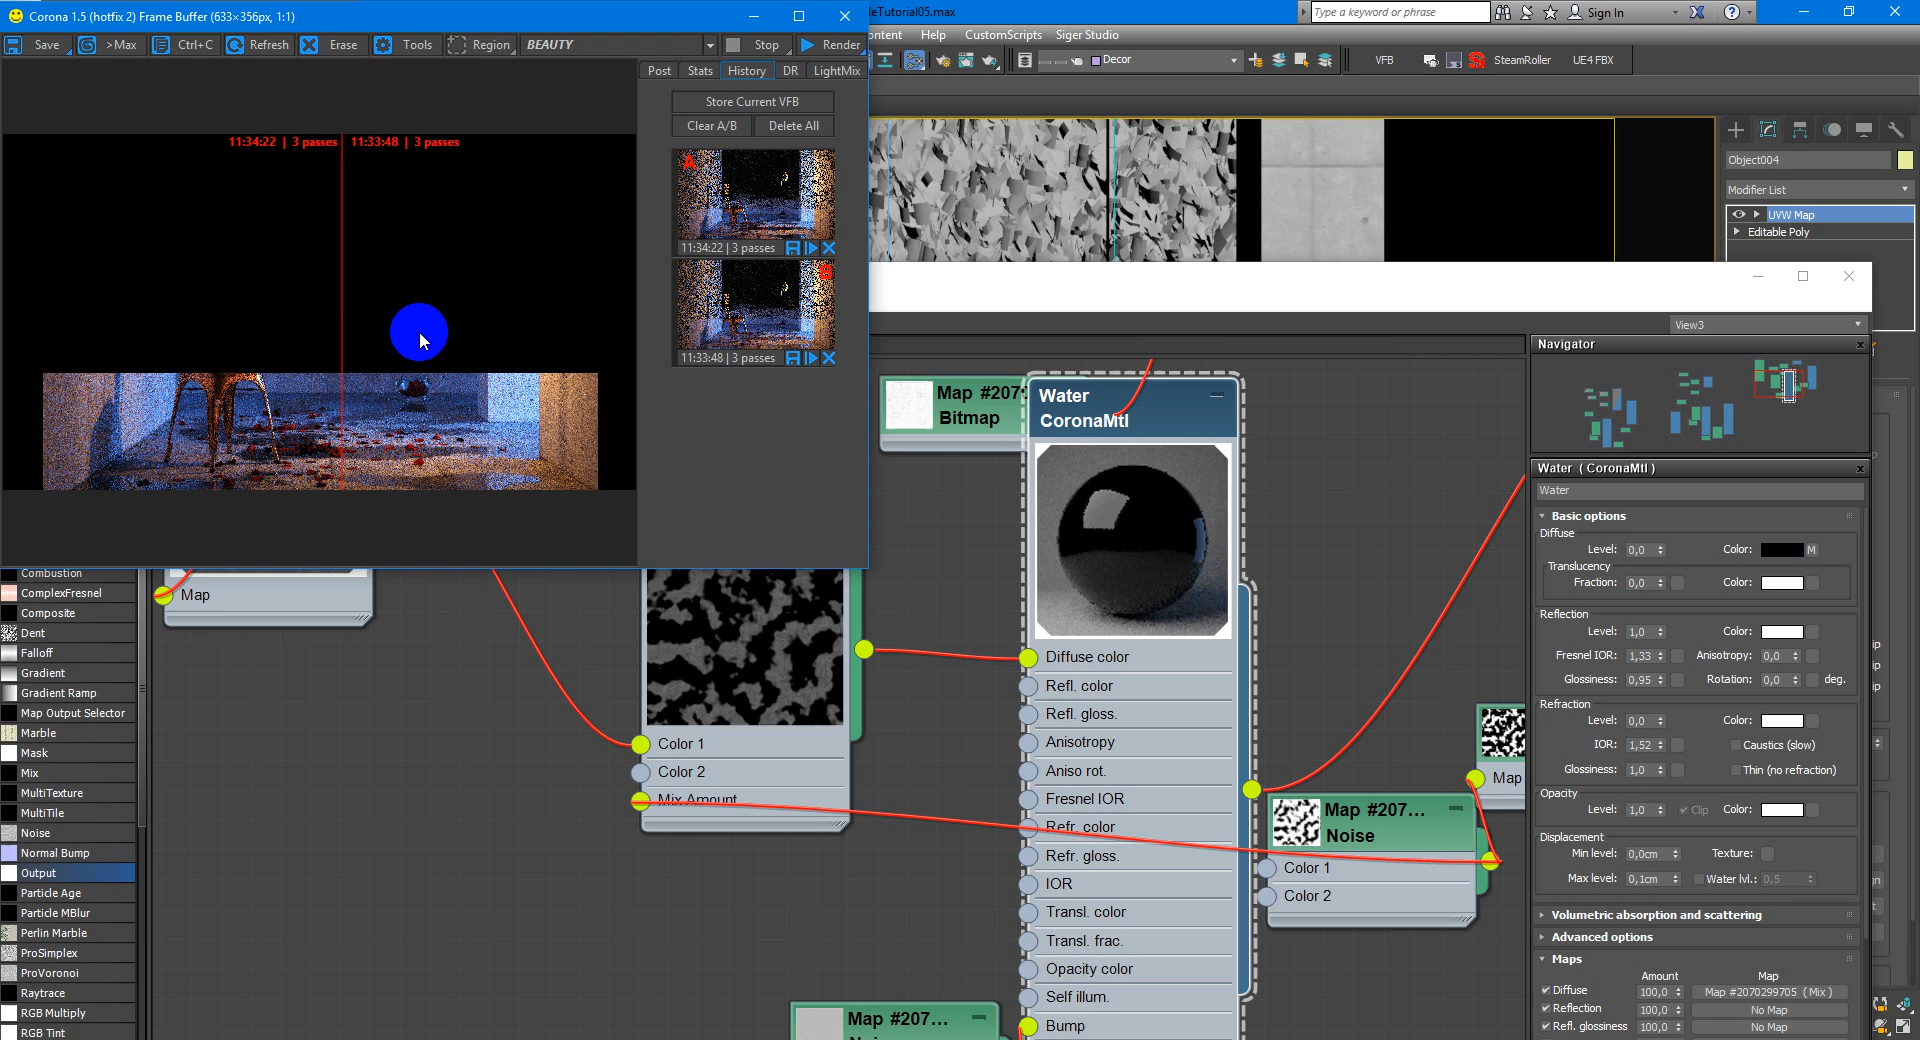 Corona 1.5 (hotfix 2) Frame Buffer (633×356px, 1:1)
leTutorial05.max
Type a keyword or phrase
Sign In
Save
>Max
Ctrl+C
Refresh
Erase
Tools
Region
BEAUTY
Stop
Render
ontent
Help
CustomScripts
Siger Studio
Decor
VFB
SteamRoller
UE4 FBX
Post
Stats
History
DR
LightMix
Store Current VFB
Clear A/B
Delete All
11:34:22 | 3 passes
11:33:48 | 3 passes
A
11:34:22 | 3 passes
B
11:33:48 | 3 passes
Object004
Modifier List
UVW Map
Editable Poly
View3
Navigator
Map #207
Bitmap
Water
CoronaMtl
Diffuse color
Refl. color
Refl. gloss.
Anisotropy
Aniso rot.
Fresnel IOR
Refr. color
Refr. gloss.
IOR
Transl. color
Transl. frac.
Opacity color
Self illum.
Bump
Map
Color 1
Color 2
Mix Amount
Map #207...
Noise
Color 1
Color 2
Map
Map #207...
Combustion
ComplexFresnel
Composite
Dent
Falloff
Gradient
Gradient Ramp
Map Output Selector
Marble
Mask
Mix
MultiTexture
MultiTile
Noise
Normal Bump
Output
Particle Age
Particle MBlur
Perlin Marble
ProSimplex
ProVoronoi
Raytrace
RGB Multiply
RGB Tint
Water ( CoronaMtl )
Water
Basic options
Diffuse
Level: 0,0 Color: M
Translucency
Fraction: 0,0 Color:
Reflection
Level: 1,0 Color:
Fresnel IOR: 1,33 Anisotropy: 0,0
Glossiness: 0,95 Rotation: 0,0 deg.
Refraction
Level: 0,0 Color:
IOR: 1,52 Caustics (slow)
Glossiness: 1,0 Thin (no refraction)
Opacity
Level: 1,0 Clip Color:
Displacement
Min level: 0,0cm Texture:
Max level: 0,1cm Water lvl.: 0,5
Volumetric absorption and scattering
Advanced options
Maps
Amount Map
Diffuse 100,0 Map #2070299705 ( Mix )
Reflection 100,0 No Map
Refl. glossiness 100,0 No Map